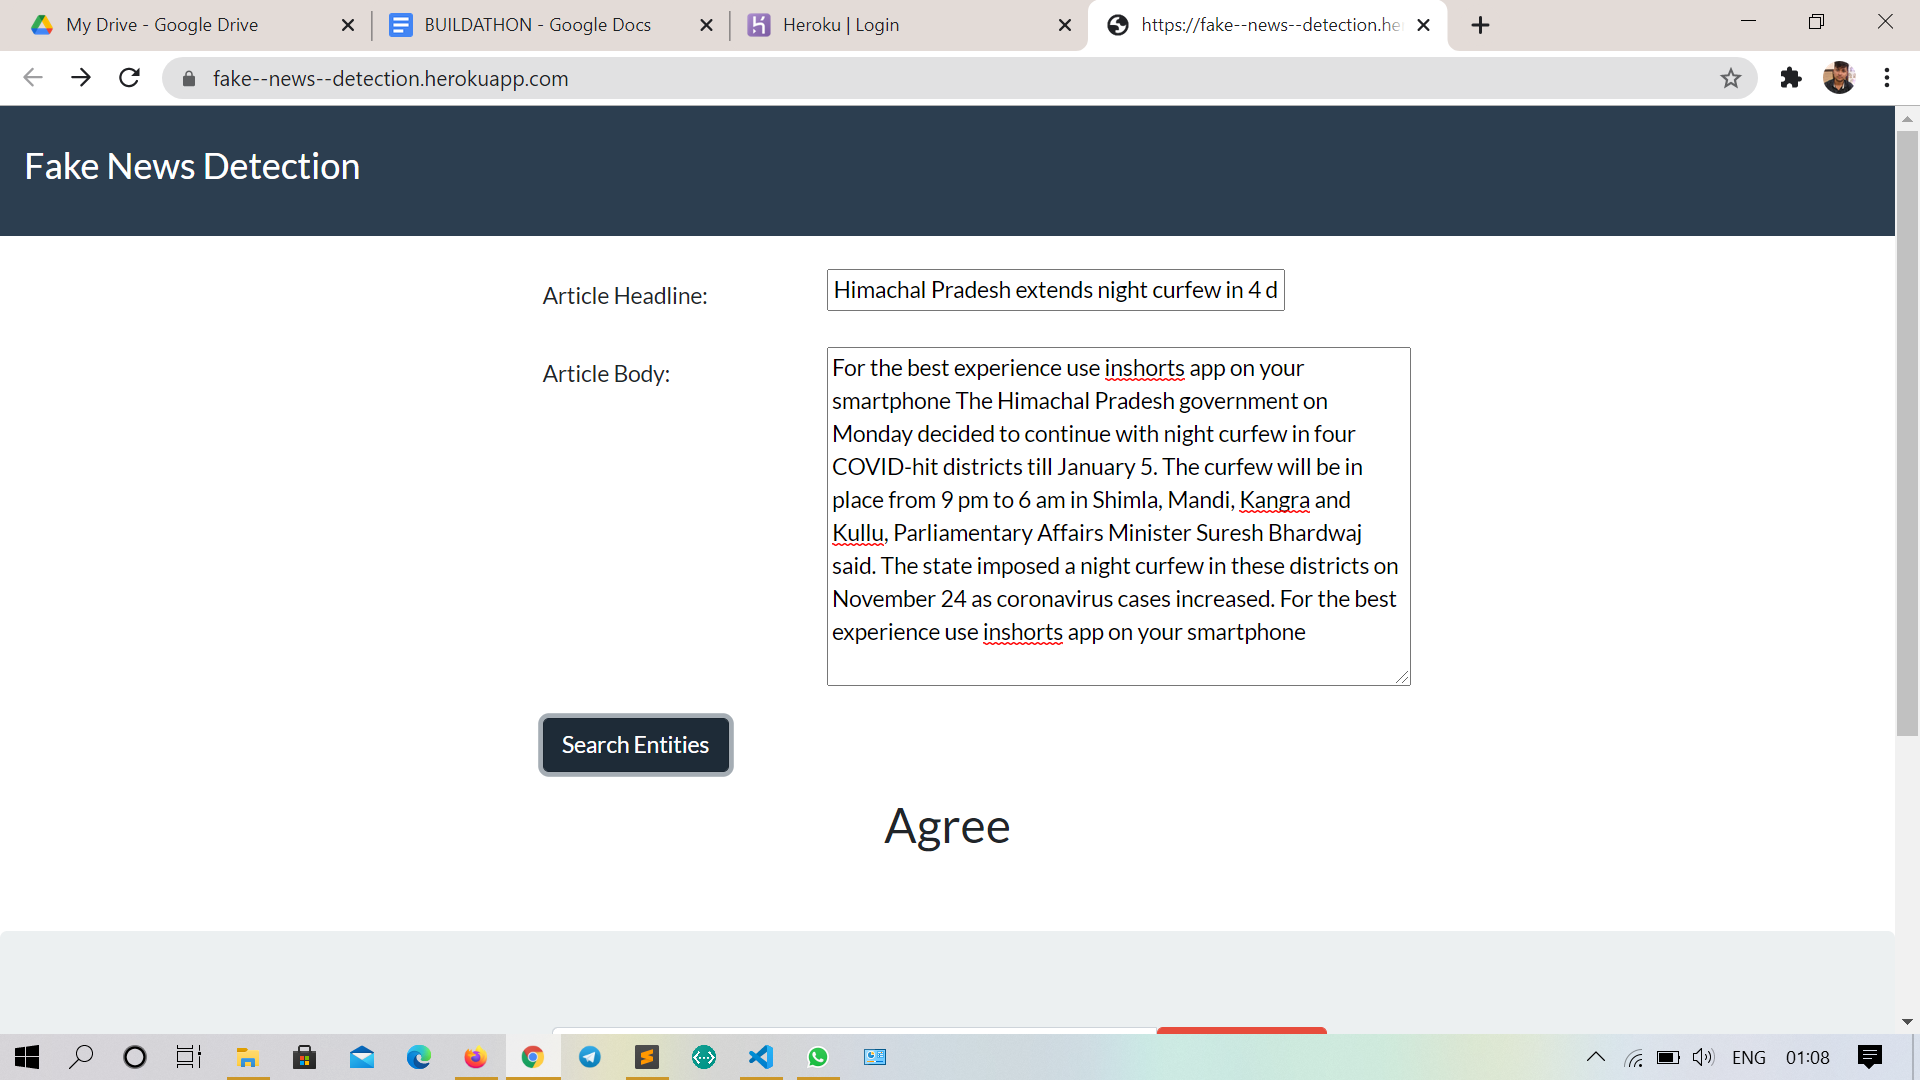 My Drive - Google Drive
BUILDATHON - Google Docs
Heroku | Login
https://fake--news--detection.he
fake--news--detection.herokuapp.com
Fake News Detection
Article Headline:
Himachal Pradesh extends night curfew in 4 d
Article Body:
For the best experience use inshorts app on your
smartphone The Himachal Pradesh government on
Monday decided to continue with night curfew in four
COVID-hit districts till January 5. The curfew will be in
place from 9 pm to 6 am in Shimla, Mandi, Kangra and
Kullu, Parliamentary Affairs Minister Suresh Bhardwaj
said. The state imposed a night curfew in these districts on
November 24 as coronavirus cases increased. For the best
experience use inshorts app on your smartphone
Search Entities
Agree
ENG
01:08